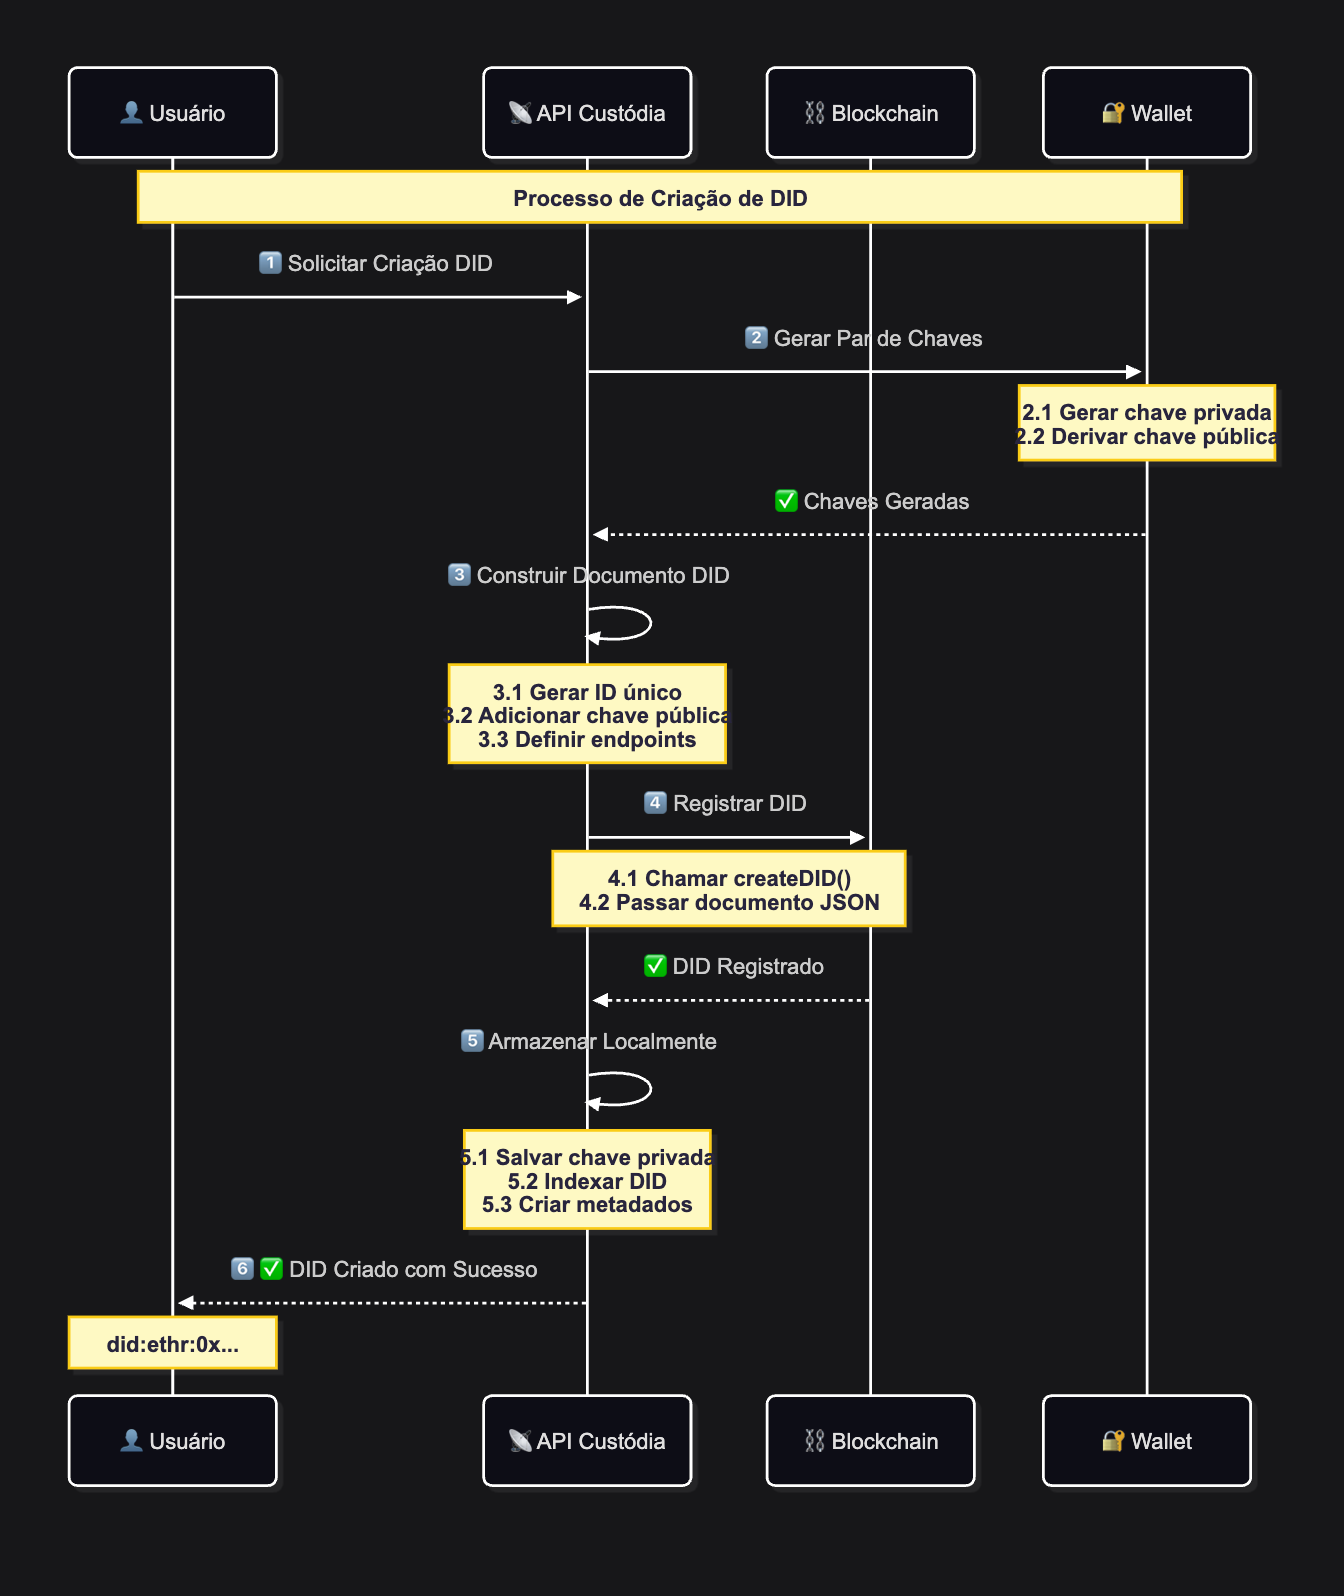 👤 Usuário
📡 API Custódia
⛓️ Blockchain
🔐 Wallet
Processo de Criação de DID
1️⃣ Solicitar Criação DID
2️⃣ Gerar Par de Chaves
2.1 Gerar chave privada
2.2 Derivar chave pública
✅ Chaves Geradas
3️⃣ Construir Documento DID
3.1 Gerar ID único
3.2 Adicionar chave pública
3.3 Definir endpoints
4️⃣ Registrar DID
4.1 Chamar createDID()
4.2 Passar documento JSON
✅ DID Registrado
5️⃣ Armazenar Localmente
5.1 Salvar chave privada
5.2 Indexar DID
5.3 Criar metadados
6️⃣ ✅ DID Criado com Sucesso
did:ethr:0x...
👤 Usuário
📡 API Custódia
⛓️ Blockchain
🔐 Wallet